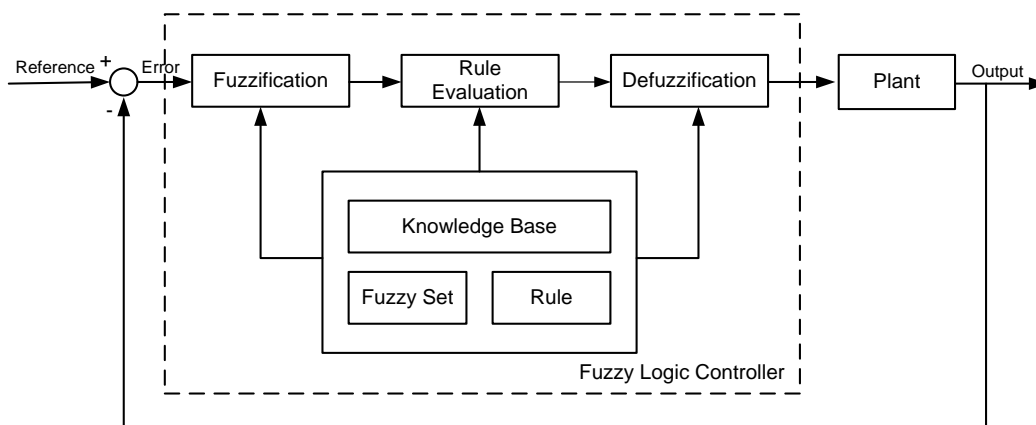 Reference
+
-
Error
Fuzzification
Rule
Evaluation
Defuzzification
Plant
Output
Knowledge Base
Fuzzy Set
Rule
Fuzzy Logic Controller